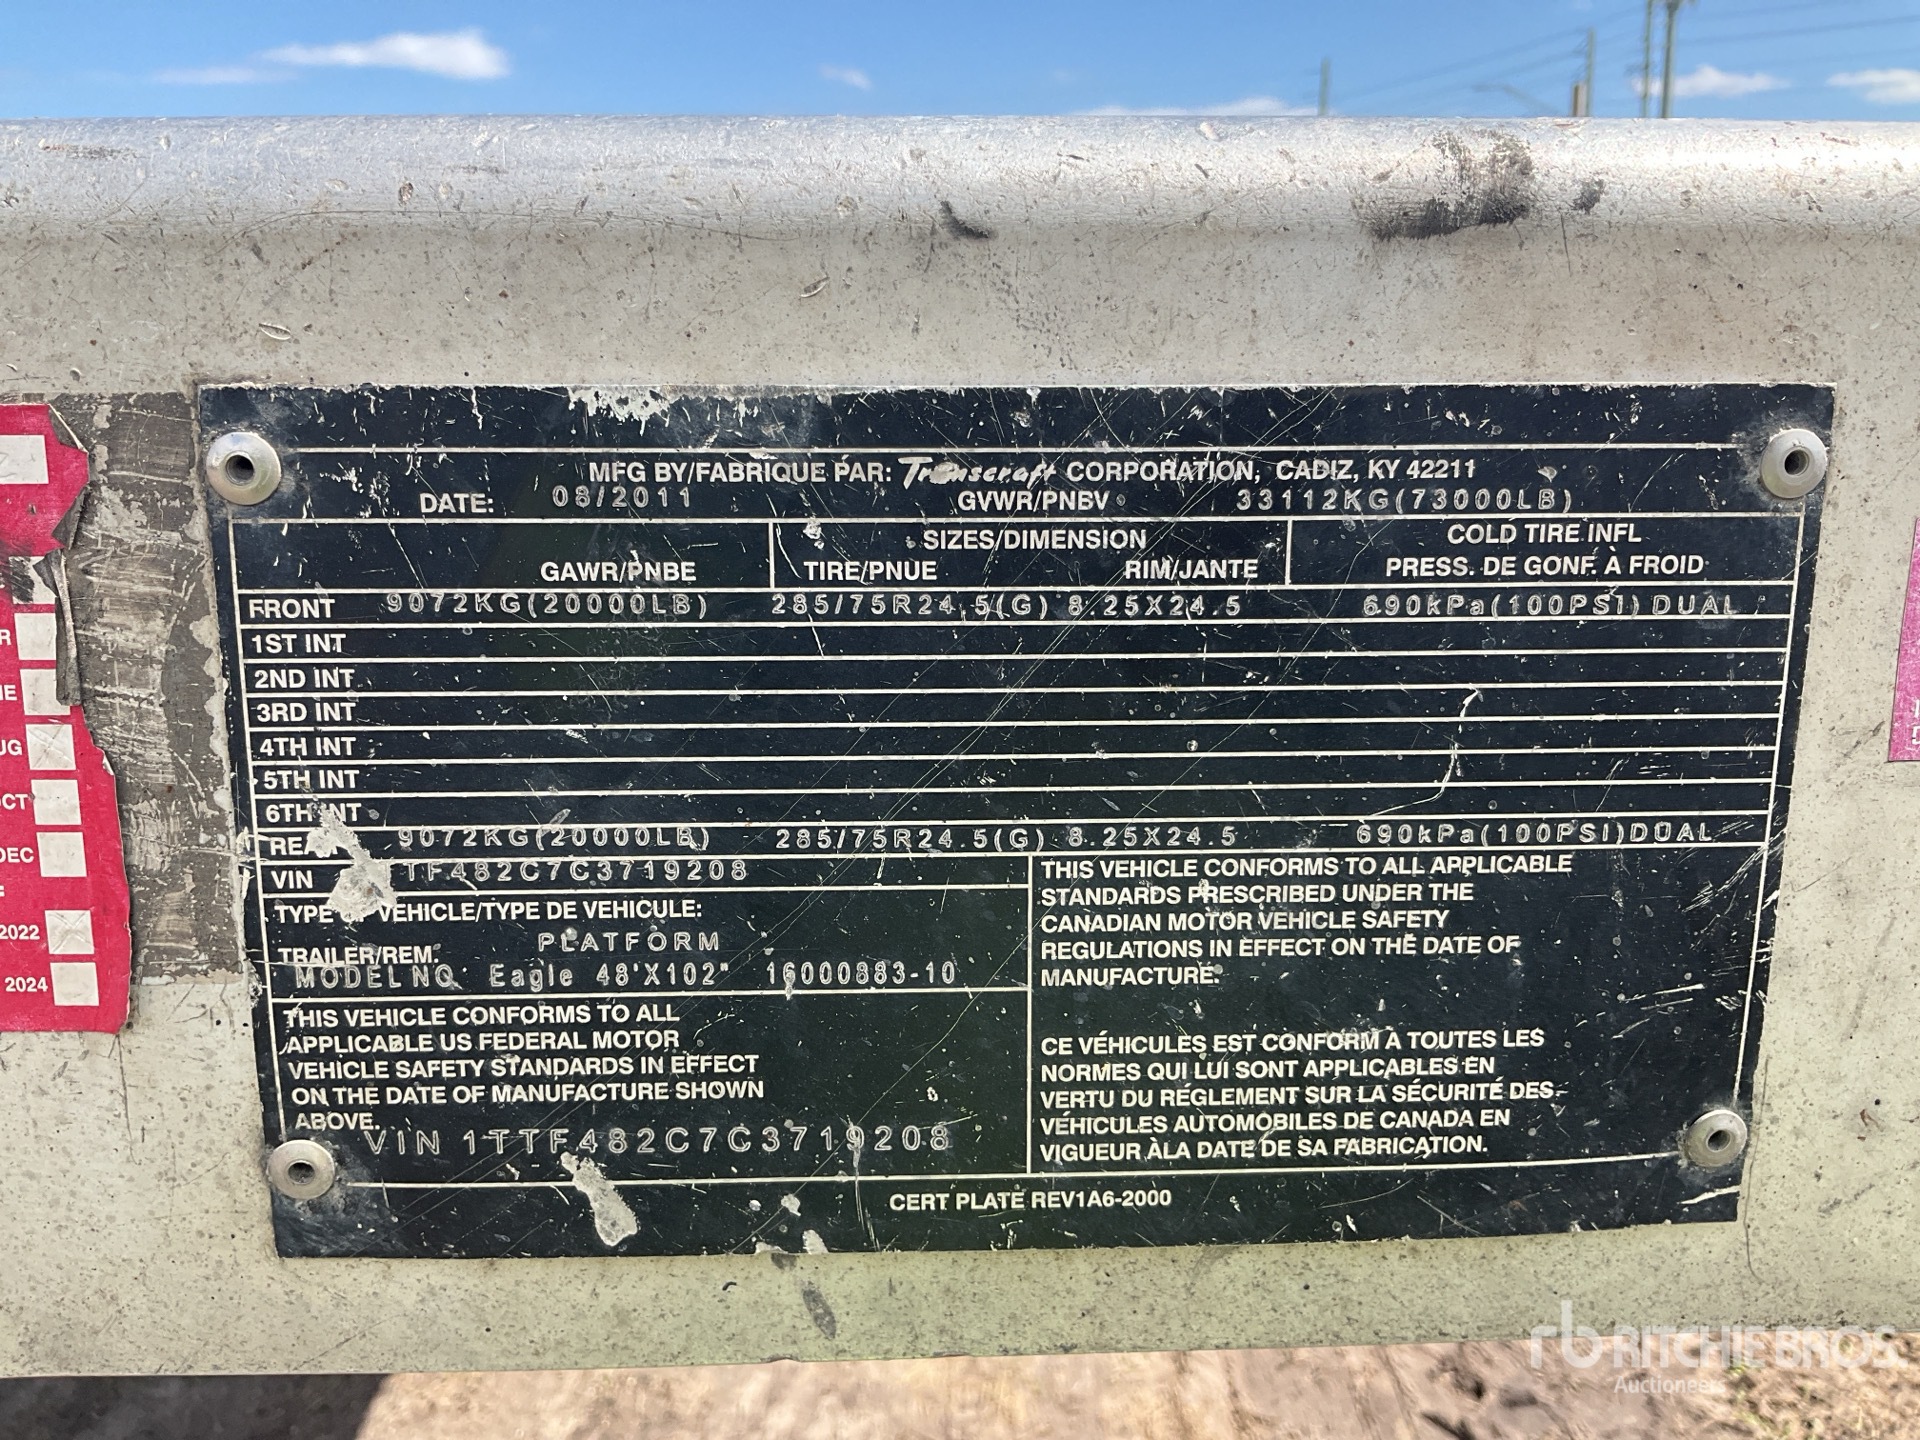 MFG BY/FABRIQUE PAR: Transcraft CORPORATION, CADIZ, KY 42211
DATE: 08/2011 GVWR/PNBV 33112KG(73000LB)
SIZES/DIMENSION COLD TIRE INFL
GAWR/PNBE TIRE/PNUE RIM/JANTE PRESS. DE GONF. À FROID
FRONT 9072KG(20000LB) 285/75R24.5(G) 8.25X24.5 690kPa(100PSI)DUAL
1ST INT
2ND INT
3RD INT
4TH INT
5TH INT
6TH INT
9072KG(20000LB) 285/75R24.5(G) 8.25X24.5 690kPa(100PSI)DUAL
VIN TF482C7C3719208
TYPE OF VEHICLE/TYPE DE VEHICULE:
TRAILER/REM. PLATFORM
MODEL NO. Eagle 48'X102" 16000883-10
THIS VEHICLE CONFORMS TO ALL
APPLICABLE US FEDERAL MOTOR
VEHICLE SAFETY STANDARDS IN EFFECT
ON THE DATE OF MANUFACTURE SHOWN
ABOVE.
VIN 1TTF482C7C3719208
THIS VEHICLE CONFORMS TO ALL APPLICABLE
STANDARDS PRESCRIBED UNDER THE
CANADIAN MOTOR VEHICLE SAFETY
REGULATIONS IN EFFECT ON THE DATE OF
MANUFACTURE.
CE VÉHICULES EST CONFORM À TOUTES LES
NORMES QUI LUI SONT APPLICABLES EN
VERTU DU RÉGLEMENT SUR LA SÉCURITÉ DES
VÉHICULES AUTOMOBILES DE CANADA EN
VIGUEUR ÀLA DATE DE SA FABRICATION.
CERT PLATE REV1A6-2000
DEC
2022
2024
rb RITCHIE BROS.
Auctioneers